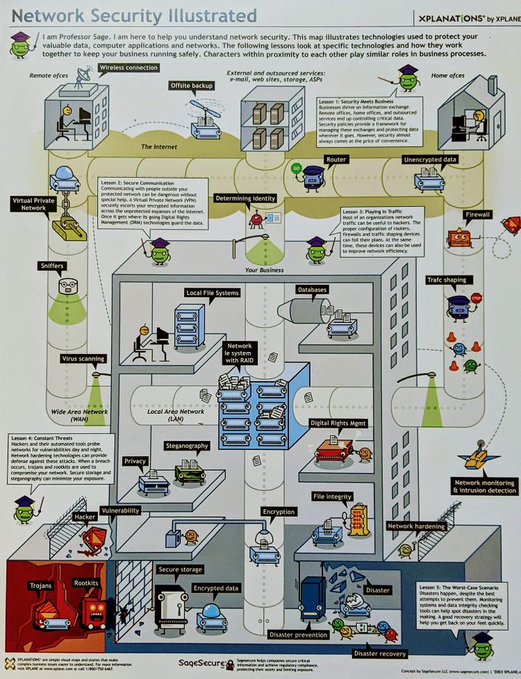 Network Security Illustrated
XPLANATIONS® by XPLANE
I am Professor Sage. I am here to help you understand network security. This map illustrates technologies used to protect your
valuable data, computer applications and networks. The following lessons look at specific technologies and how they work
together to keep your business running safely. Characters within proximity to each other play similar roles in business processes.
Remote ofces
Wireless connection
Offsite backup
External and outsourced services:
e-mail, web sites, storage, ASPs
Home ofces
Lesson 1: Security Meets Business
Businesses thrive on information exchange.
Remote offices, home offices, and outsourced
services end up controlling critical data.
Security policies provide a framework for
managing these exchanges and protecting data
wherever it goes. However, security almost
always comes at the price of convenience.
The Internet
Router
Unencrypted data
Virtual Private
Network
Lesson 2: Secure Communication
Communicating with people outside your
protected network can be dangerous without
special help. A Virtual Private Network (VPN)
securely escorts your encrypted information
across the unprotected expanses of the Internet.
Once it gets where its going Digital Rights
Management (DRM) technologies guard the data.
Determining identity
Lesson 3: Playing in Traffic
Most of an organisations network
traffic can be useful to hackers. The
proper configuration of routers,
firewalls and traffic shaping devices
can foil their plans. At the same
time, these devices can also be used
to improve network efficiency.
Firewall
Sniffers
Your Business
Trafc shaping
STOP
Local File Systems
Databases
Network
le system
with RAID
Virus scanning
Wide Area Network
(WAN)
Local Area Network
(LAN)
Digital Rights Mgmt
Lesson 4: Constant Threats
Hackers and their automated tools probe
networks for vulnerabilities day and night.
Network hardening technologies can provide
defense against these attacks. When a breach
occurs, trojans and rootkits are used to
compromise your network. Secure storage and
steganography can minimize your exposure.
Steganography
Privacy
Network monitoring
& intrusion detection
File integrity
Vulnerability
Hacker
Encryption
Network hardening
Trojans
Rootkits
Secure storage
Encrypted data
Disaster
Lesson 5: The Worst-Case Scenario
Disasters happen, despite the best
attempts to prevent them. Monitoring
systems and data integrity checking
tools can help spot disasters in the
making. A good recovery strategy will
help you get back on your feet quickly.
Disaster prevention
Disaster recovery
XPLANATIONS® are simple visual maps and stories that make
complex business issues easier to understand. For more information
visit XPLANE at www.xplane.com or call
SageSecure
SageSecure helps companies secure critical
information and achieve regulatory compliance,
protecting their assets and limiting exposure.
Concept by SageSecure LLC (www.sagesecure.com)